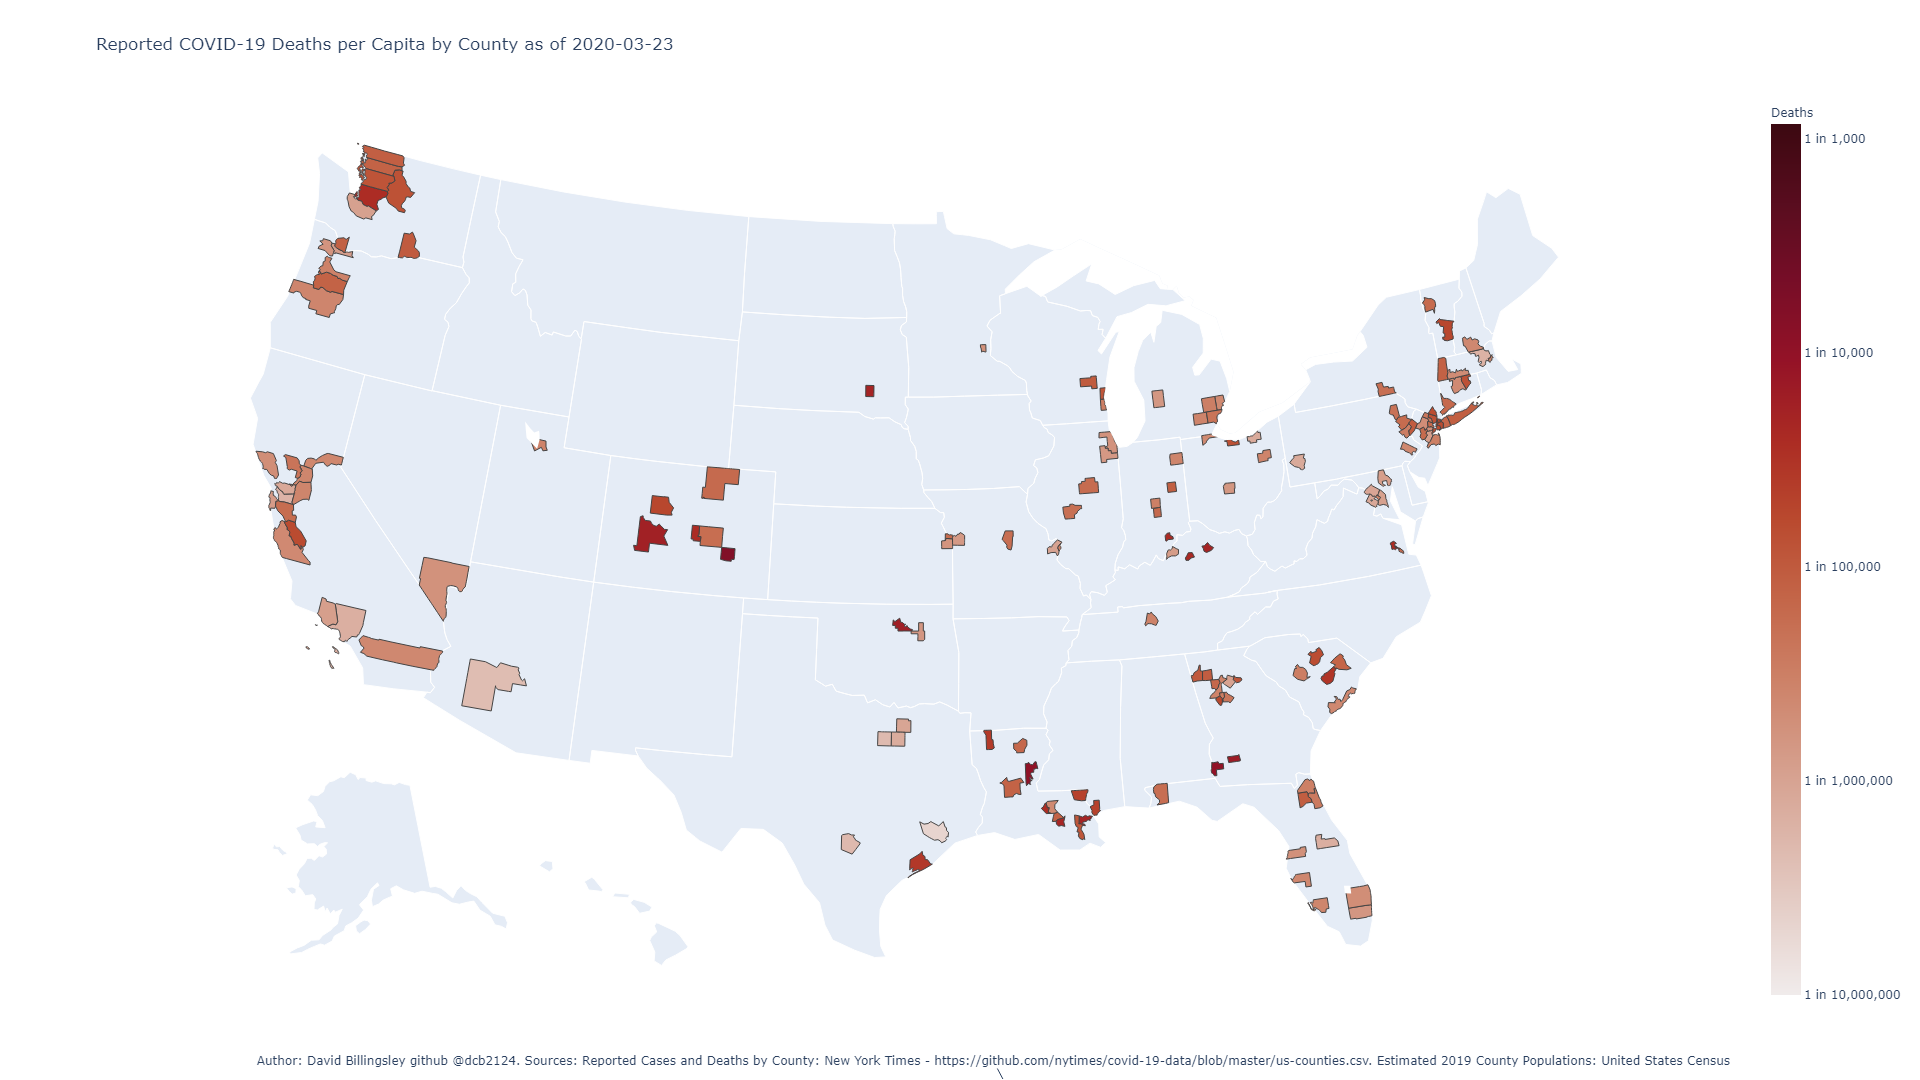 Reported COVID-19 Deaths per Capita by County as of 2020-03-23
Deaths
1 in 1,000
1 in 10,000
1 in 100,000
1 in 1,000,000
1 in 10,000,000
Author: David Billingsley github @dcb2124. Sources: Reported Cases and Deaths by County: New York Times - https://github.com/nytimes/covid-19-data/blob/master/us-counties.csv. Estimated 2019 County Populations: United States Census